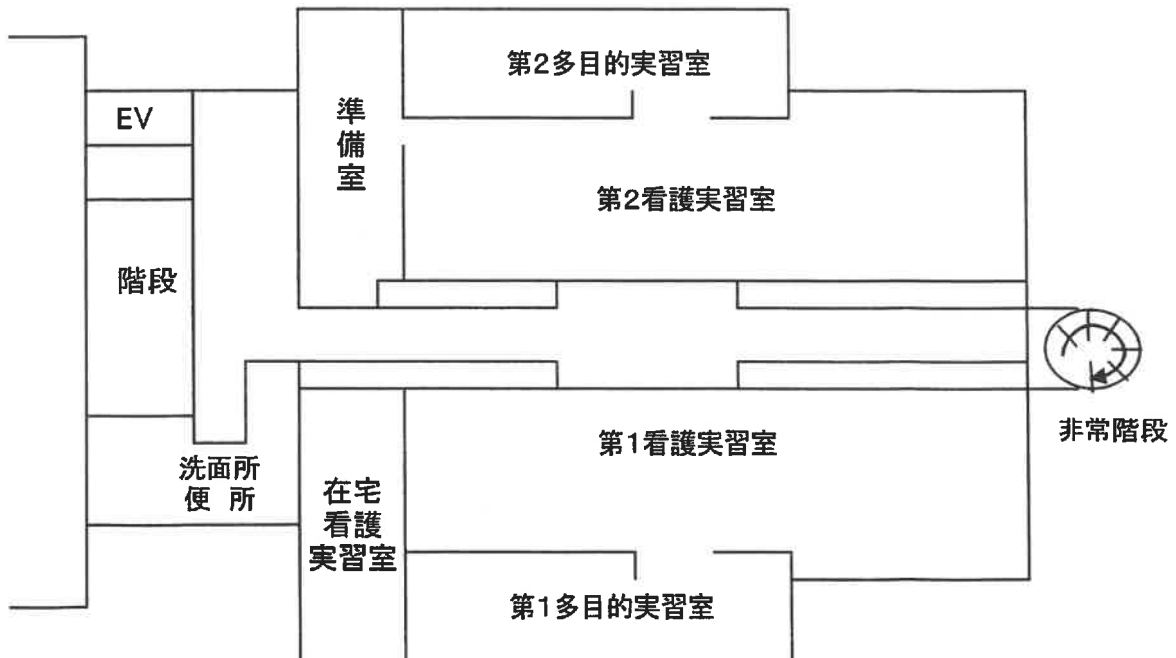 第2多目的実習室
EV
準
備
室
第2看護実習室
階段
非常階段
第1看護実習室
洗面所
便 所
在宅
看護
実習室
第1多目的実習室